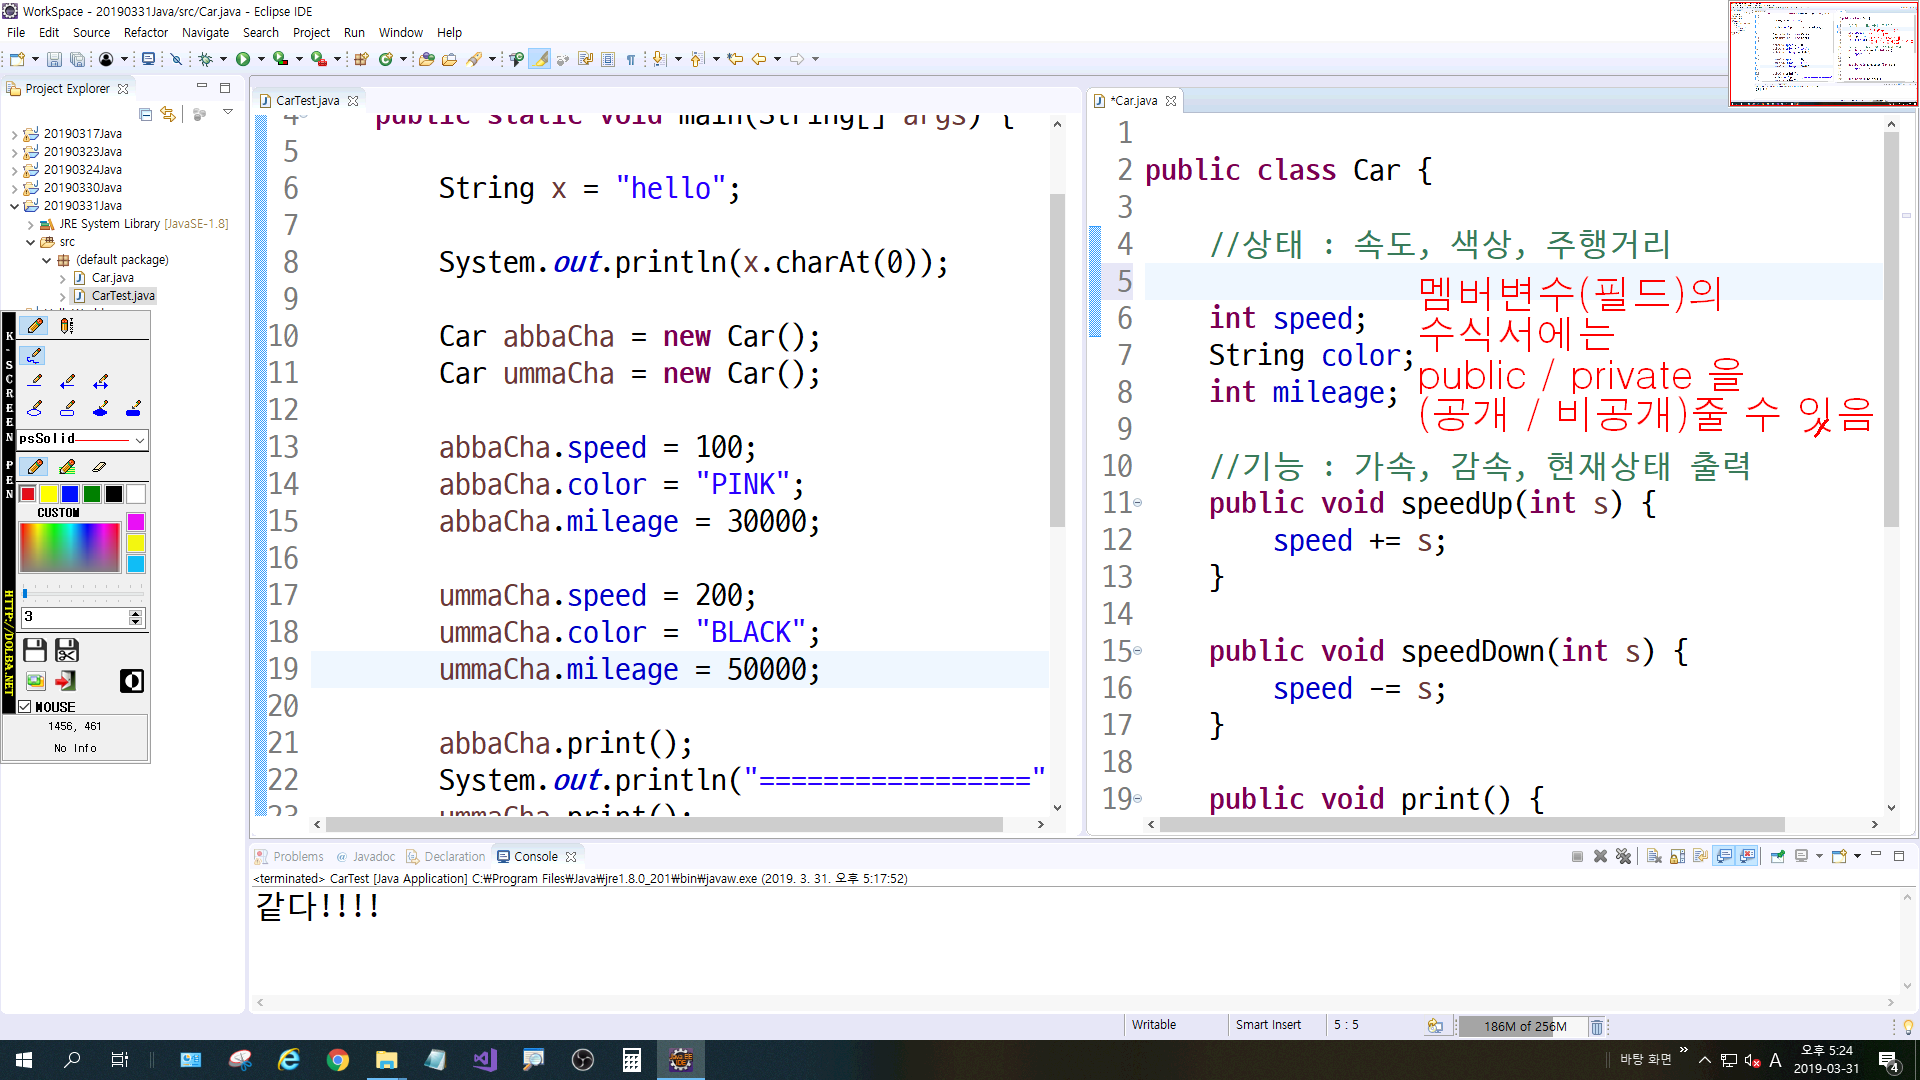 WorkSpace - 20190331Java/src/Car.java - Eclipse IDE
File Edit Source Refactor Navigate Search Project Run Window Help
Project Explorer
20190317Java
20190323Java
20190324Java
20190330Java
20190331Java
JRE System Library [JavaSE-1.8]
src
(default package)
Car.java
CarTest.java
K-SCREEN PEN
HTTP://DOLBA.NET
psSolid
CUSTOM
3
MOUSE
1456, 461
No Info
CarTest.java
4 public static void main(String[] args) {
5
6 String x = "hello";
7
8 System.out.println(x.charAt(0));
9
10 Car abbaCha = new Car();
11 Car ummaCha = new Car();
12
13 abbaCha.speed = 100;
14 abbaCha.color = "PINK";
15 abbaCha.mileage = 30000;
16
17 ummaCha.speed = 200;
18 ummaCha.color = "BLACK";
19 ummaCha.mileage = 50000;
20
21 abbaCha.print();
22 System.out.println("================="
23 ummaCha.print();
*Car.java
1
2 public class Car {
3
4 //상태 : 속도, 색상, 주행거리
5
6 int speed;
7 String color;
8 int mileage;
9
10 //기능 : 가속, 감속, 현재상태 출력
11 public void speedUp(int s) {
12 speed += s;
13 }
14
15 public void speedDown(int s) {
16 speed -= s;
17 }
18
19 public void print() {
멤버변수(필드)의
수식서에는
public / private 을
(공개 / 비공개)줄 수 있음
Problems @ Javadoc Declaration Console
<terminated> CarTest [Java Application] C:₩Program Files₩Java₩jre1.8.0_201₩bin₩javaw.exe (2019. 3. 31. 오후 5:17:52)
같다!!!!
Writable Smart Insert 5 : 5 186M of 256M
바탕 화면 A 오후 5:24
2019-03-31
4